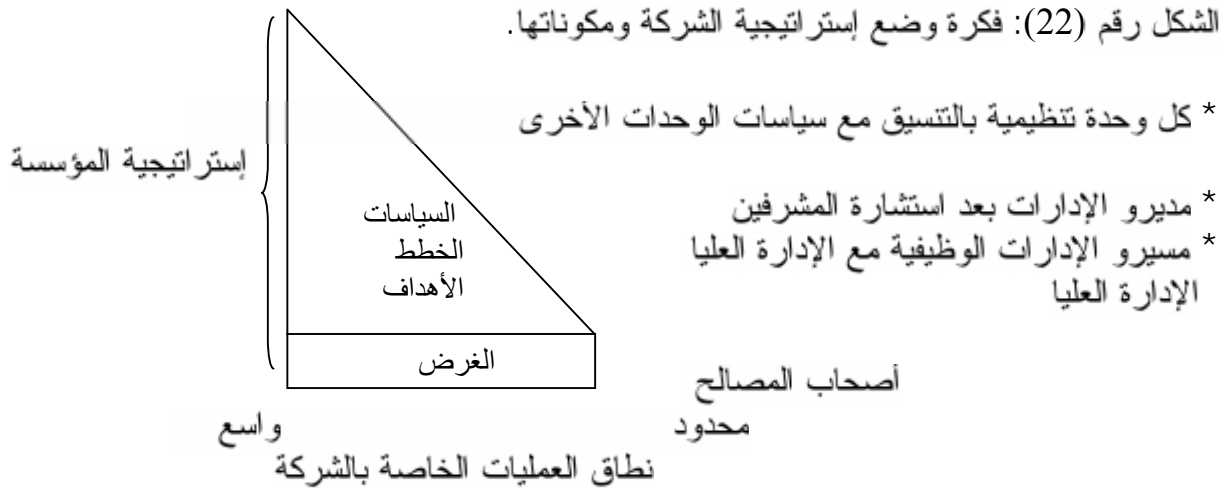 الشكل رقم (22): فكرة وضع إستراتيجية الشركة ومكوناتها.
* كل وحدة تنظيمية بالتنسيق مع سياسات الوحدات الأخرى
إستراتيجية المؤسسة
* مديرو الإدارات بعد استشارة المشرفين
السياسات
* مسيرو الإدارات الوظيفية مع الإدارة العليا
الخطط
الإدارة العليا
الأهداف
الغرض
أصحاب المصالح
محدود
واسع
نطاق العمليات الخاصة بالشركة